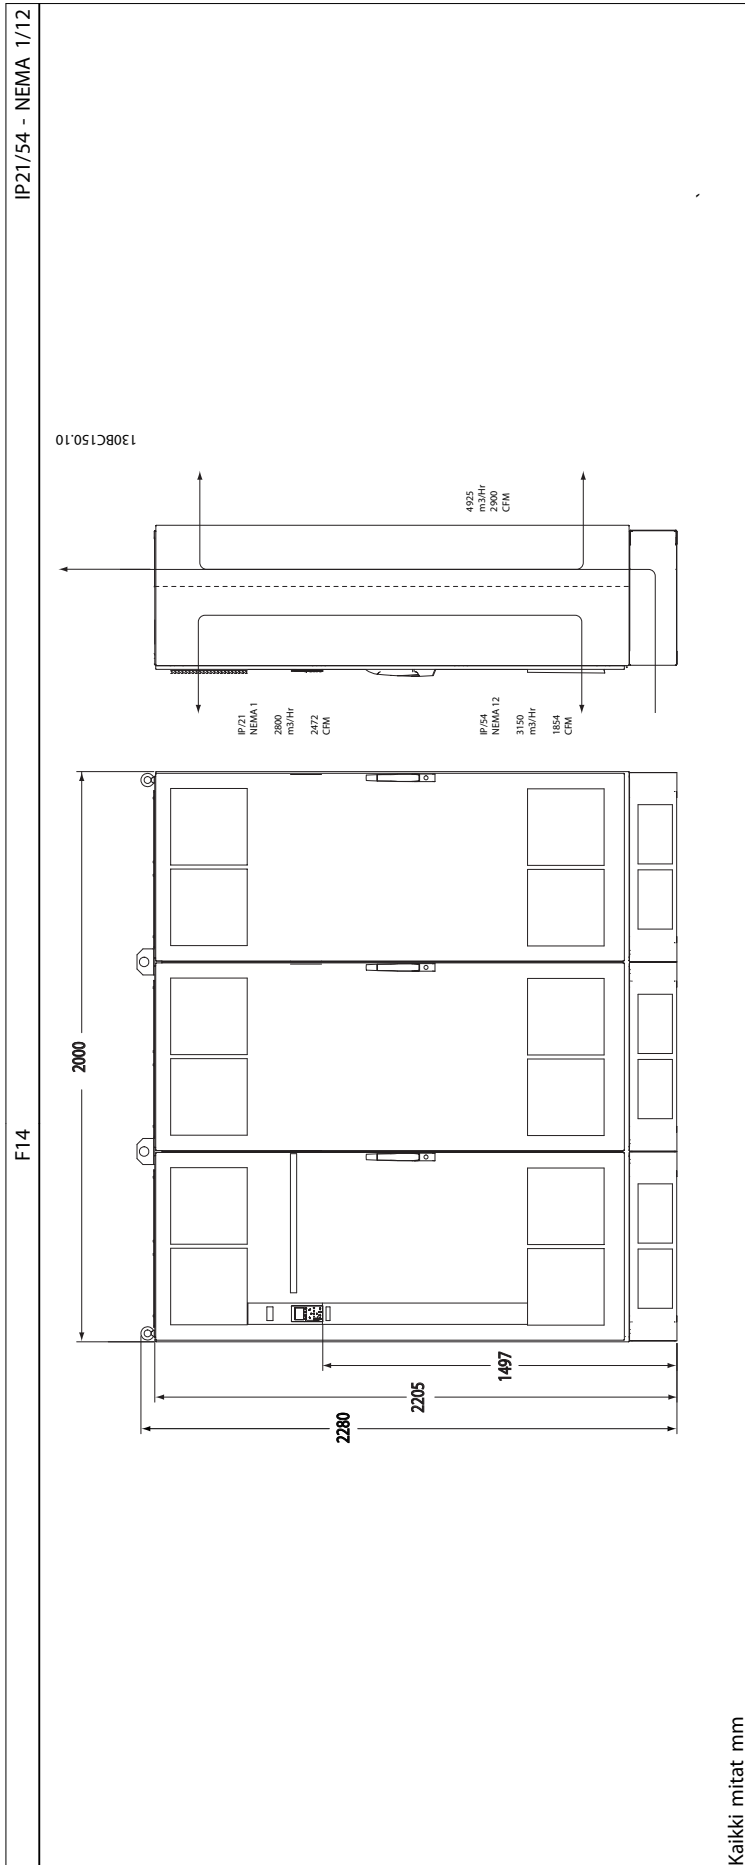 F14
IP21/54 - NEMA 1/12
130BC150.10
2000
2280
2205
1497
IP/21
NEMA 1
2800
m3/Hr
2472
CFM
IP/54
NEMA 12
3150
m3/Hr
1854
CFM
4925
m3/Hr
2900
CFM
Kaikki mitat mm